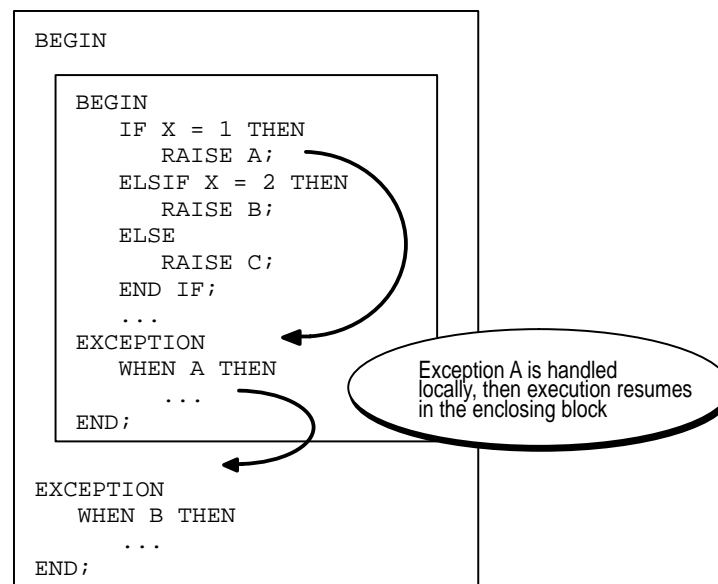 BEGIN
BEGIN
IF X = 1 THEN
RAISE A;
ELSIF X = 2 THEN
RAISE B;
ELSE
RAISE C;
END IF;
...
EXCEPTION
WHEN A THEN
...
END;
Exception A is handled
locally, then execution resumes
in the enclosing block
EXCEPTION
WHEN B THEN
...
END;